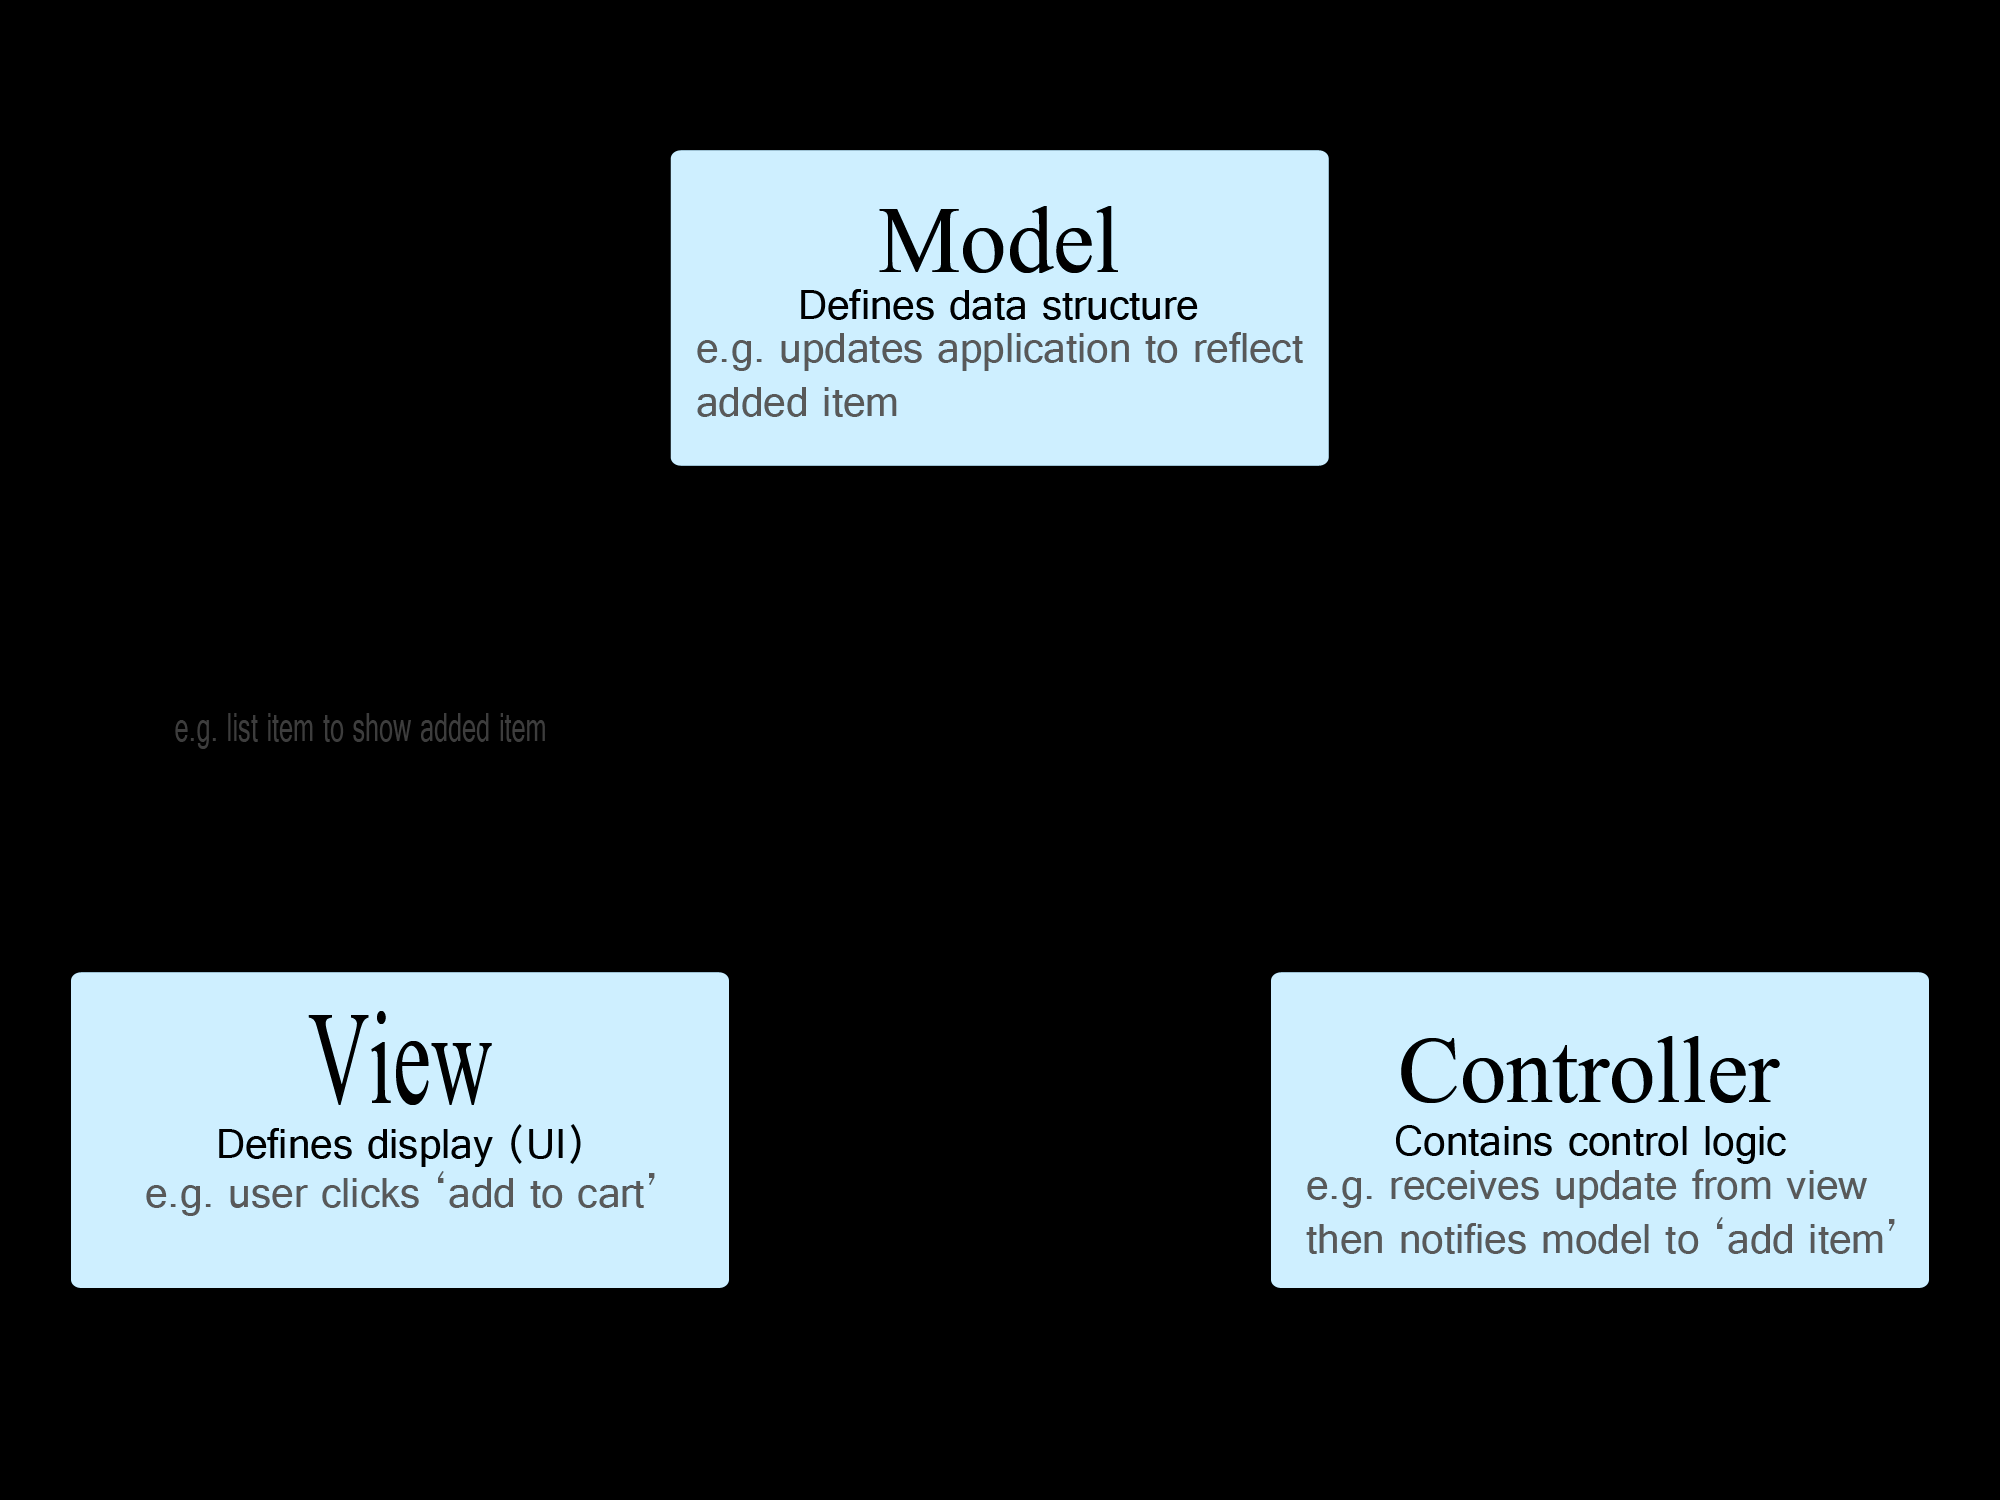 Model
Defines data structure
e.g. updates application to reflect
added item
e.g. list item to show added item
View
Defines display (UI)
e.g. user clicks ‘add to cart’
Controller
Contains control logic
e.g. receives update from view
then notifies model to ‘add item’